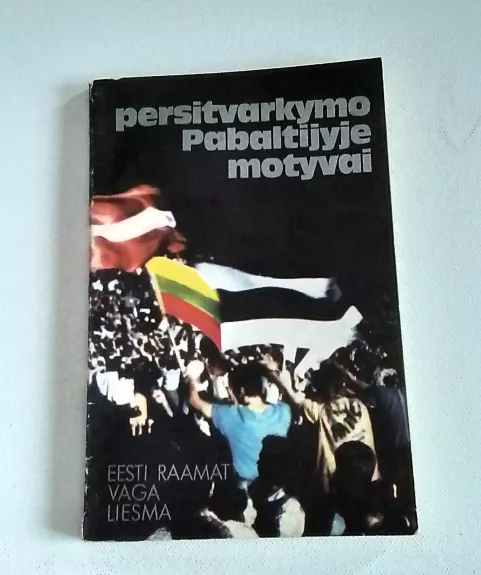 persitvarkymo
Pabaltijyje
motyvai
EESTI RAAMAT
VAGA
LIESMA